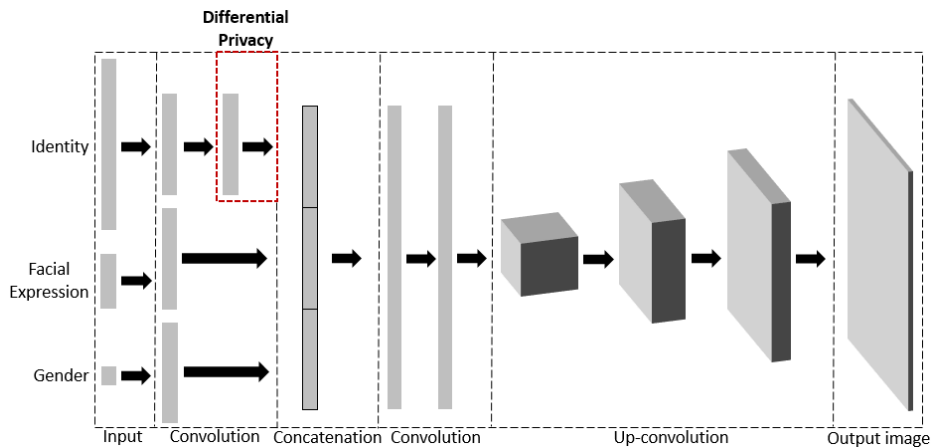 Differential
Privacy
Identity
Facial
Expression
Gender
Input
Convolution
Concatenation
Convolution
Up-convolution
Output image